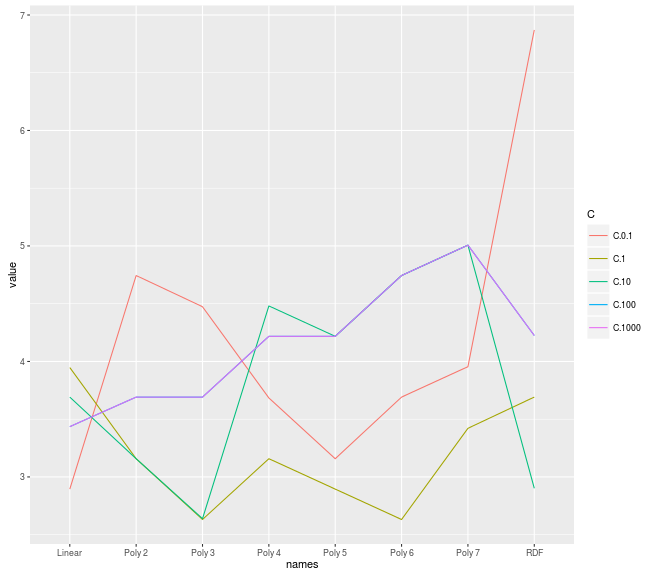 7
6
5
4
3
value
Linear Poly 2 Poly 3 Poly 4 Poly 5 Poly 6 Poly 7 RDF
names
C
C.0.1
C.1
C.10
C.100
C.1000